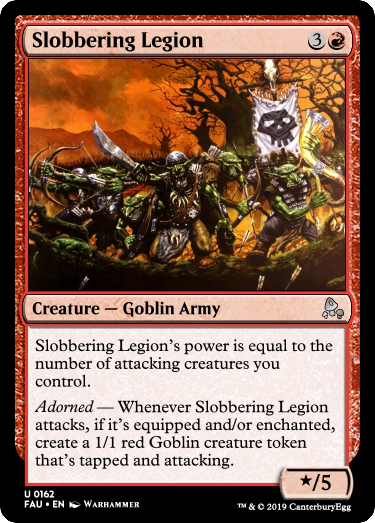 Slobbering Legion 3
Creature — Goblin Army
Slobbering Legion's power is equal to the
number of attacking creatures you
control.
Adorned — Whenever Slobbering Legion
attacks, if it's equipped and/or enchanted,
create a 1/1 red Goblin creature token
that's tapped and attacking.
*/5
U 0162
FAU • EN Warhammer
™ & © 2019 CanterburyEgg